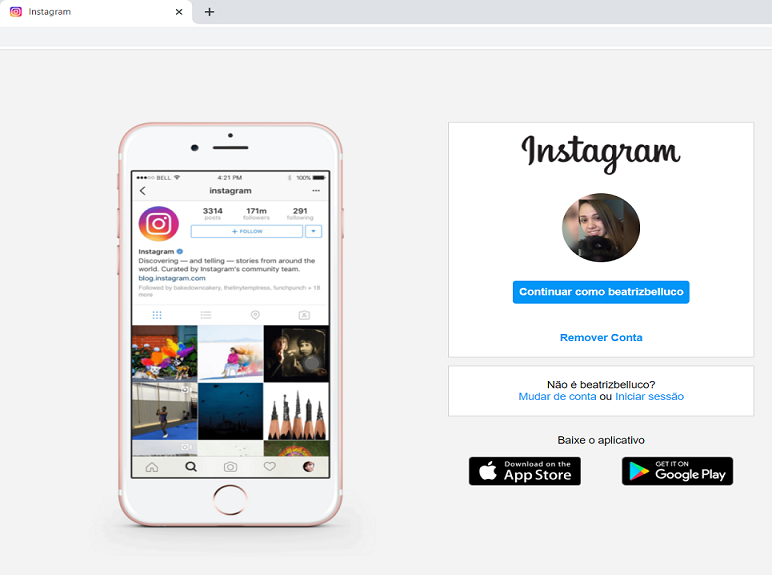 Instagram
BELL 4:21 PM 100%
instagram
3314 171m 291
posts followers following
+ FOLLOW
Instagram
Discovering — and telling — stories from around the
world. Curated by Instagram's community team.
blog.instagram.com
Followed by bakedowncakery, thelinylempfress, funchpunch + 18
more
Instagram
Continuar como beatrizbelluco
Remover Conta
Não é beatrizbelluco?
Mudar de conta ou Iniciar sessão
Baixe o aplicativo
Download on the
App Store
GET IT ON
Google Play